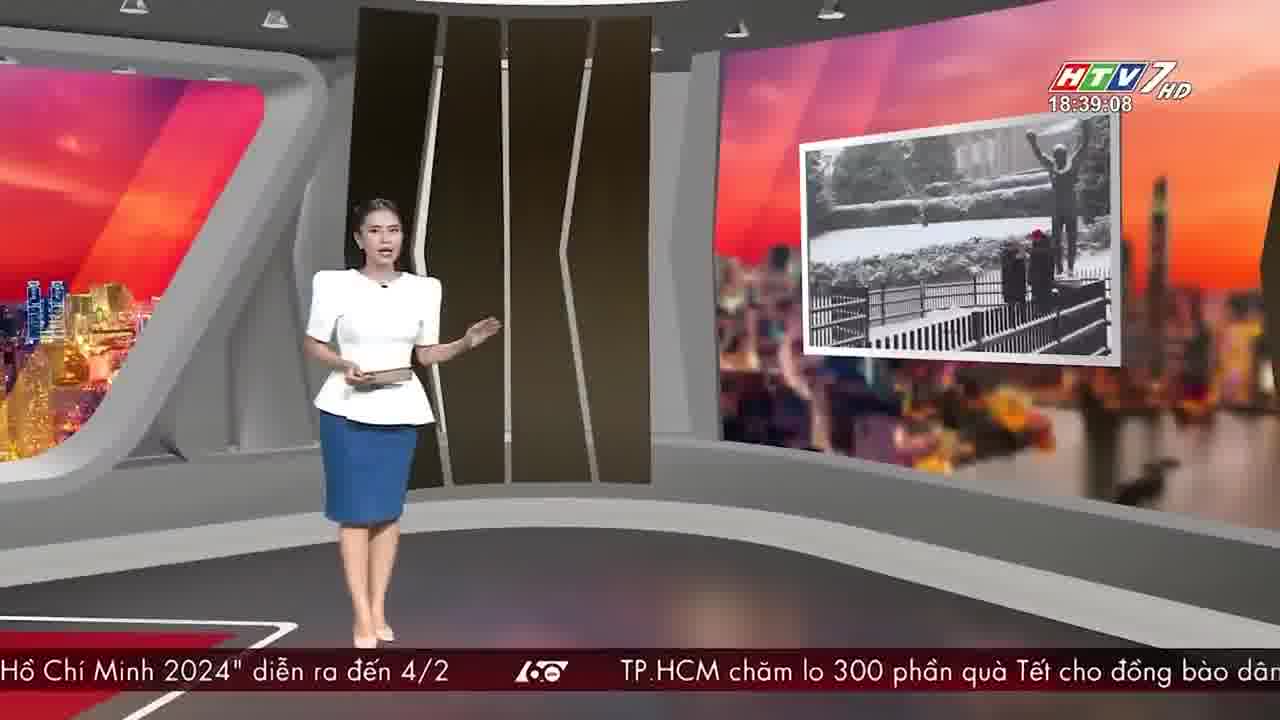 HTV7 HD
18:39:08
Hồ Chí Minh 2024" diễn ra đến 4/2
60
TP.HCM chăm lo 300 phần quà Tết cho đồng bào dân